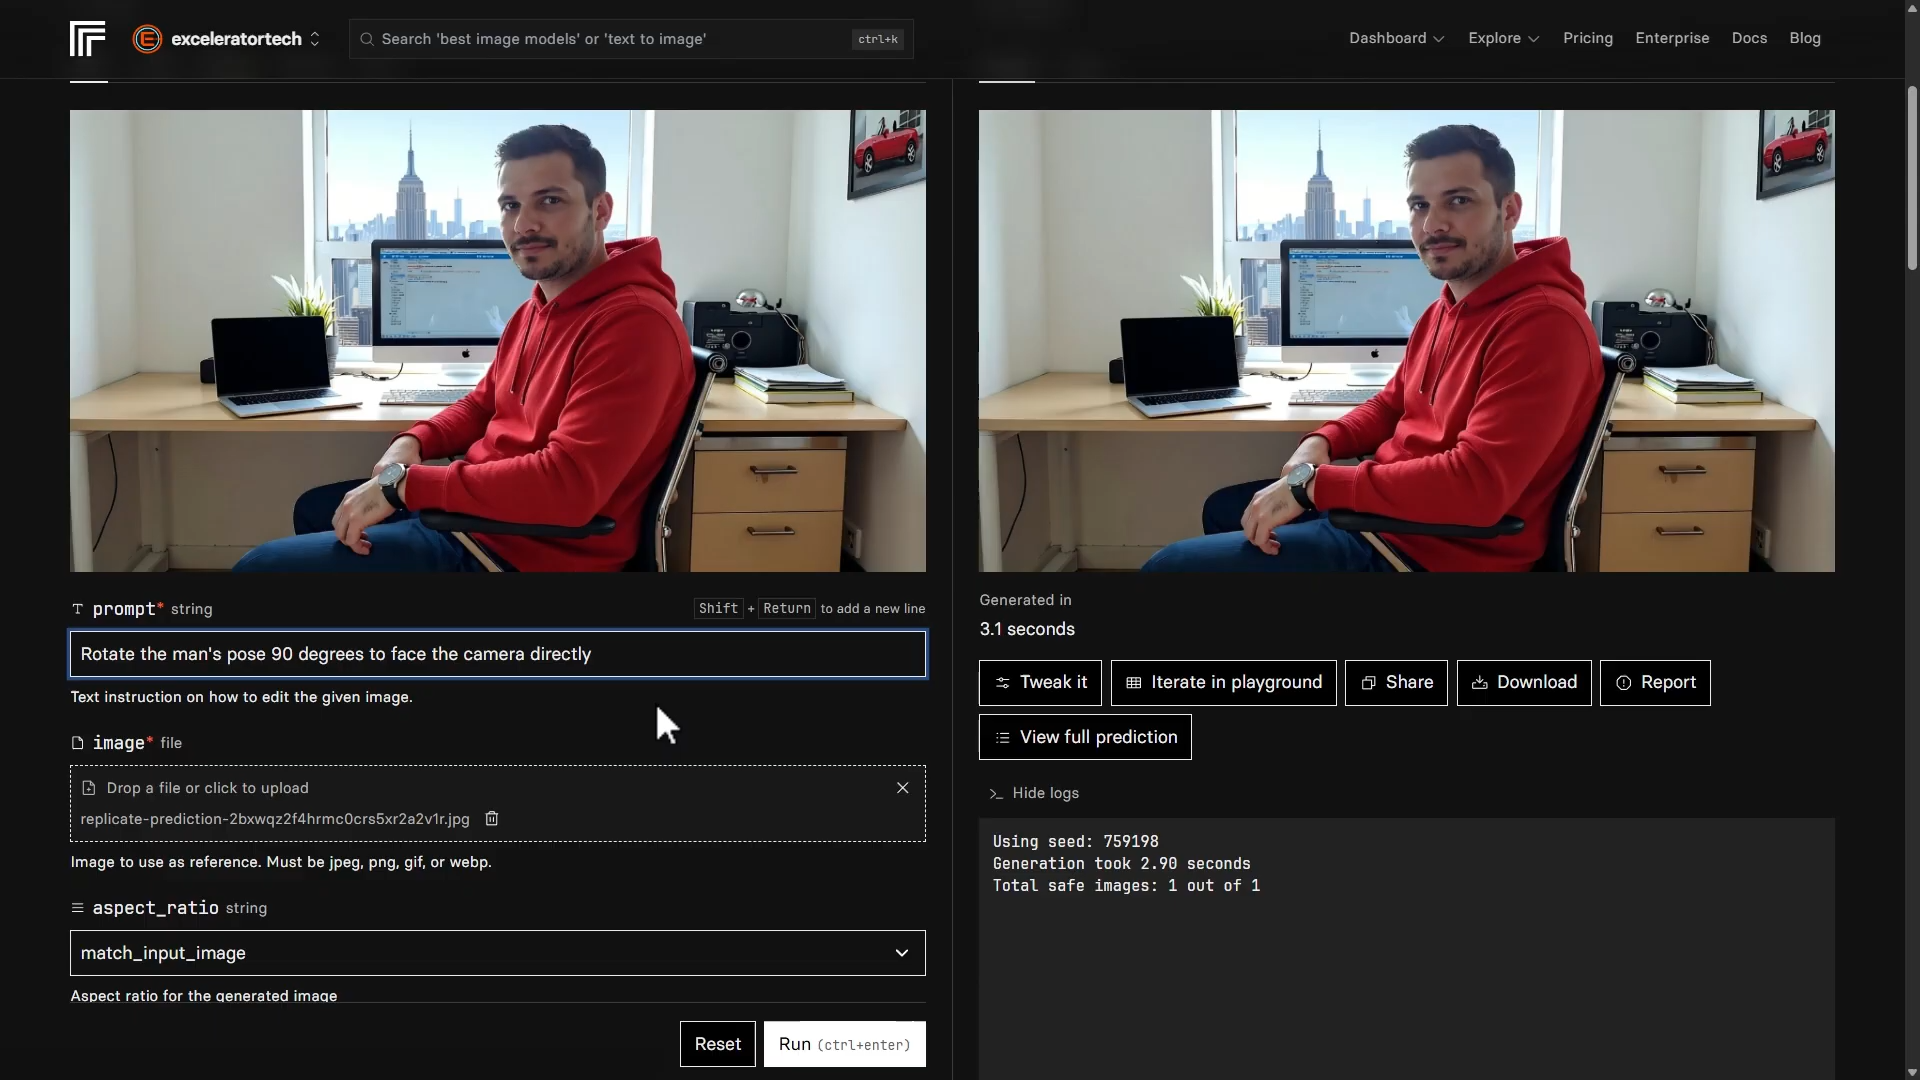 exceleratortech
Search 'best image models' or 'text to image'
ctrl+k
Dashboard
Explore
Pricing
Enterprise
Docs
Blog
prompt* string
Shift + Return to add a new line
Rotate the man's pose 90 degrees to face the camera directly
Text instruction on how to edit the given image.
image* file
Drop a file or click to upload
replicate-prediction-2bxwqz2f4hrmc0crs5xr2a2v1r.jpg
Image to use as reference. Must be jpeg, png, gif, or webp.
aspect_ratio string
match_input_image
Aspect ratio for the generated image
Reset
Run (ctrl+enter)
Generated in
3.1 seconds
Tweak it
Iterate in playground
Share
Download
Report
View full prediction
Hide logs
Using seed: 759198
Generation took 2.90 seconds
Total safe images: 1 out of 1